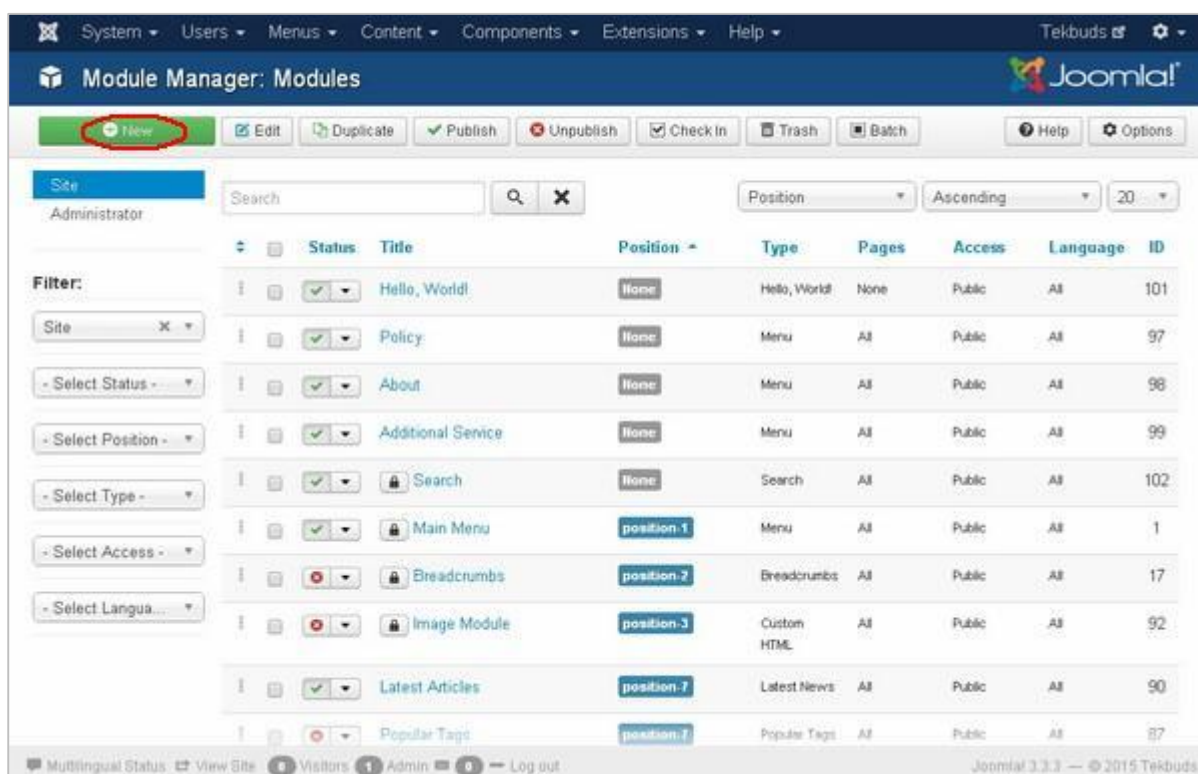 System Users Menus Content Components Extensions Help Tekbuds
Module Manager: Modules Joomla!
New Edit Duplicate Publish Unpublish Check In Trash Batch Help Options
Site
Administrator
Search Position Ascending 20
Status Title Position Type Pages Access Language ID
Filter:
Site
- Select Status -
- Select Position -
- Select Type -
- Select Access -
- Select Langua...
Hello, World! None Hello, World! None Public All 101
Policy None Menu All Public All 97
About None Menu All Public All 98
Additional Service None Menu All Public All 99
Search None Search All Public All 102
Main Menu position-1 Menu All Public All 1
Breadcrumbs position-2 Breadcrumbs All Public All 17
Image Module position-3 Custom HTML All Public All 92
Latest Articles position-7 Latest News All Public All 90
Popular Tags position-7 Popular Tags All Public All 87
Multilingual Status View Site 0 Visitors 1 Admin 0 Log out Joomla! 3.3.3 — © 2015 Tekbuds